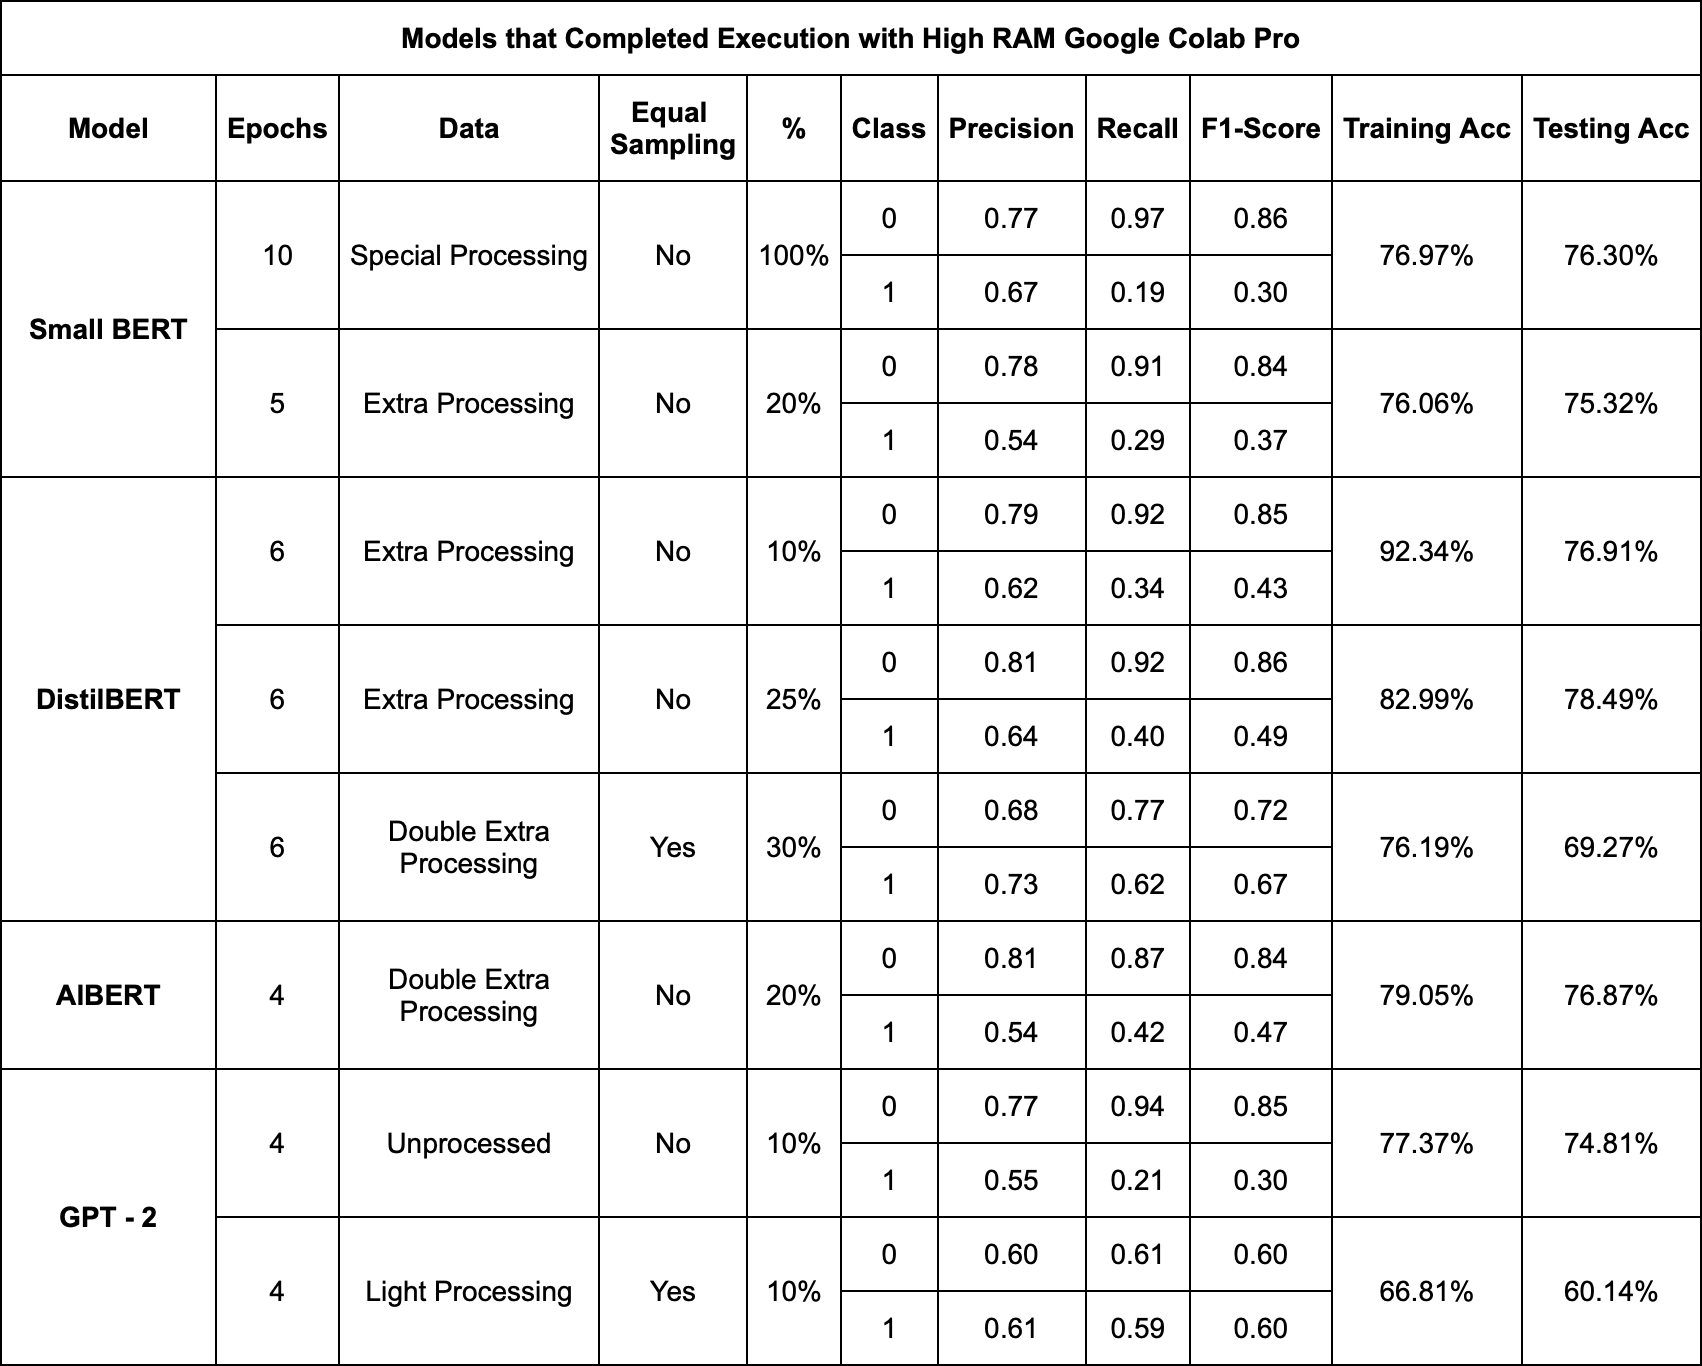 Models that Completed Execution with High RAM Google Colab Pro
Model Epochs Data Equal Sampling % Class Precision Recall F1-Score Training Acc Testing Acc
Small BERT
10 Special Processing No 100% 0 0.77 0.97 0.86 76.97% 76.30%
1 0.67 0.19 0.30
5 Extra Processing No 20% 0 0.78 0.91 0.84 76.06% 75.32%
1 0.54 0.29 0.37
DistilBERT
6 Extra Processing No 10% 0 0.79 0.92 0.85 92.34% 76.91%
1 0.62 0.34 0.43
6 Extra Processing No 25% 0 0.81 0.92 0.86 82.99% 78.49%
1 0.64 0.40 0.49
6 Double Extra Processing Yes 30% 0 0.68 0.77 0.72 76.19% 69.27%
1 0.73 0.62 0.67
AlBERT
4 Double Extra Processing No 20% 0 0.81 0.87 0.84 79.05% 76.87%
1 0.54 0.42 0.47
GPT - 2
4 Unprocessed No 10% 0 0.77 0.94 0.85 77.37% 74.81%
1 0.55 0.21 0.30
4 Light Processing Yes 10% 0 0.60 0.61 0.60 66.81% 60.14%
1 0.61 0.59 0.60